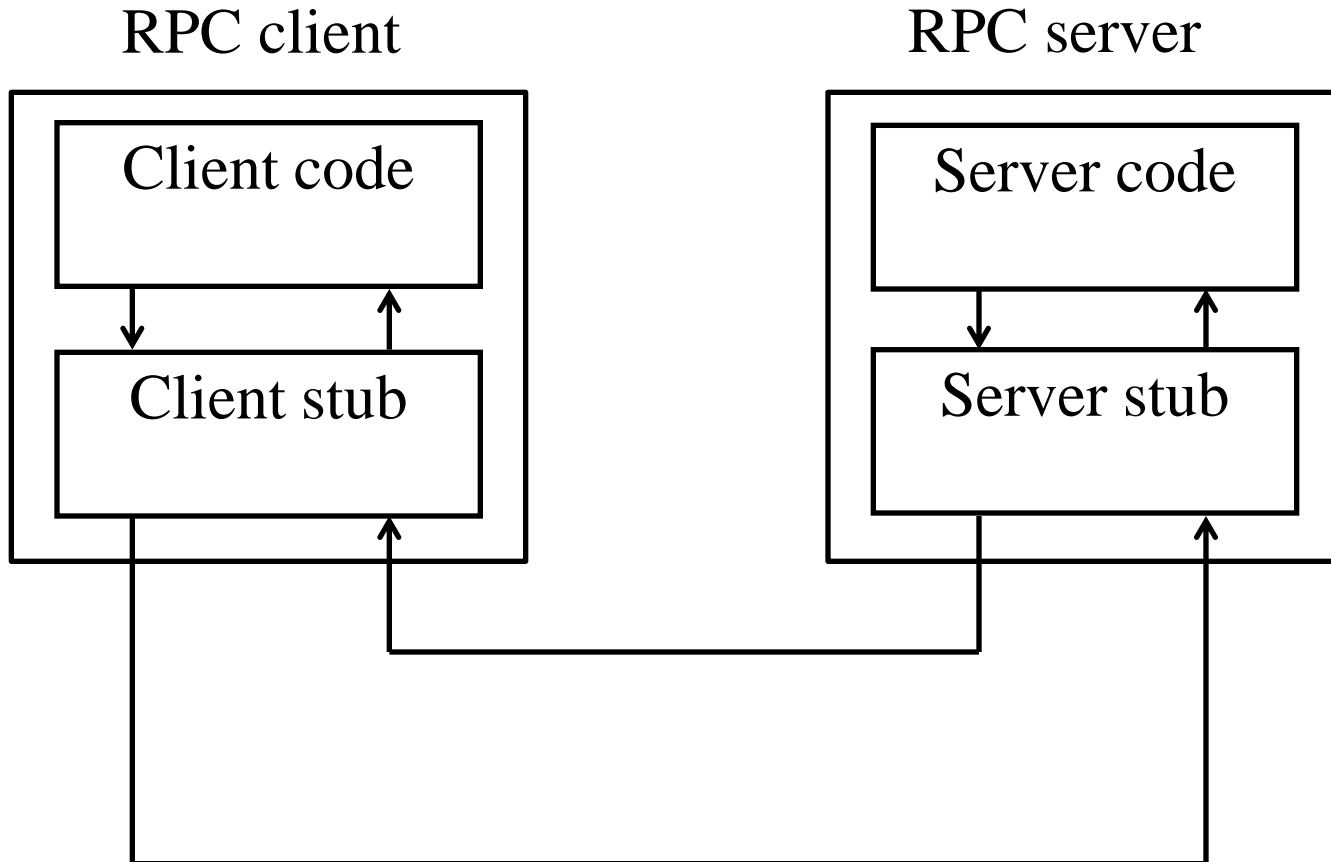 RPC client
RPC server
Client code
Server code
Client stub
Server stub